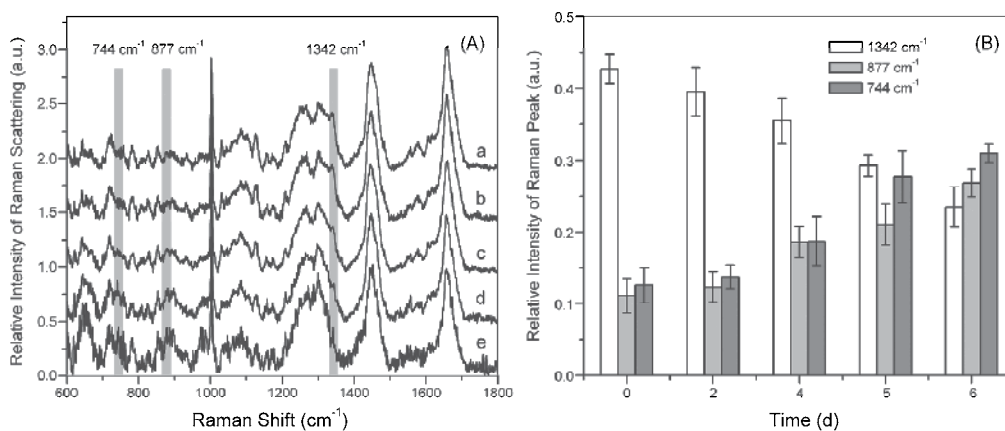 (A)
744 cm⁻¹ 877 cm⁻¹ 1342 cm⁻¹
3.0
2.5
2.0
1.5
1.0
0.5
0.0
a
b
c
d
e
600 800 1000 1200 1400 1600 1800
Raman Shift (cm⁻¹)
Relative Intensity of Raman Scattering (a.u.)
(B)
1342 cm⁻¹
877 cm⁻¹
744 cm⁻¹
0.5
0.4
0.3
0.2
0.1
0.0
0 2 4 5 6
Time (d)
Relative Intensity of Raman Peak (a.u.)